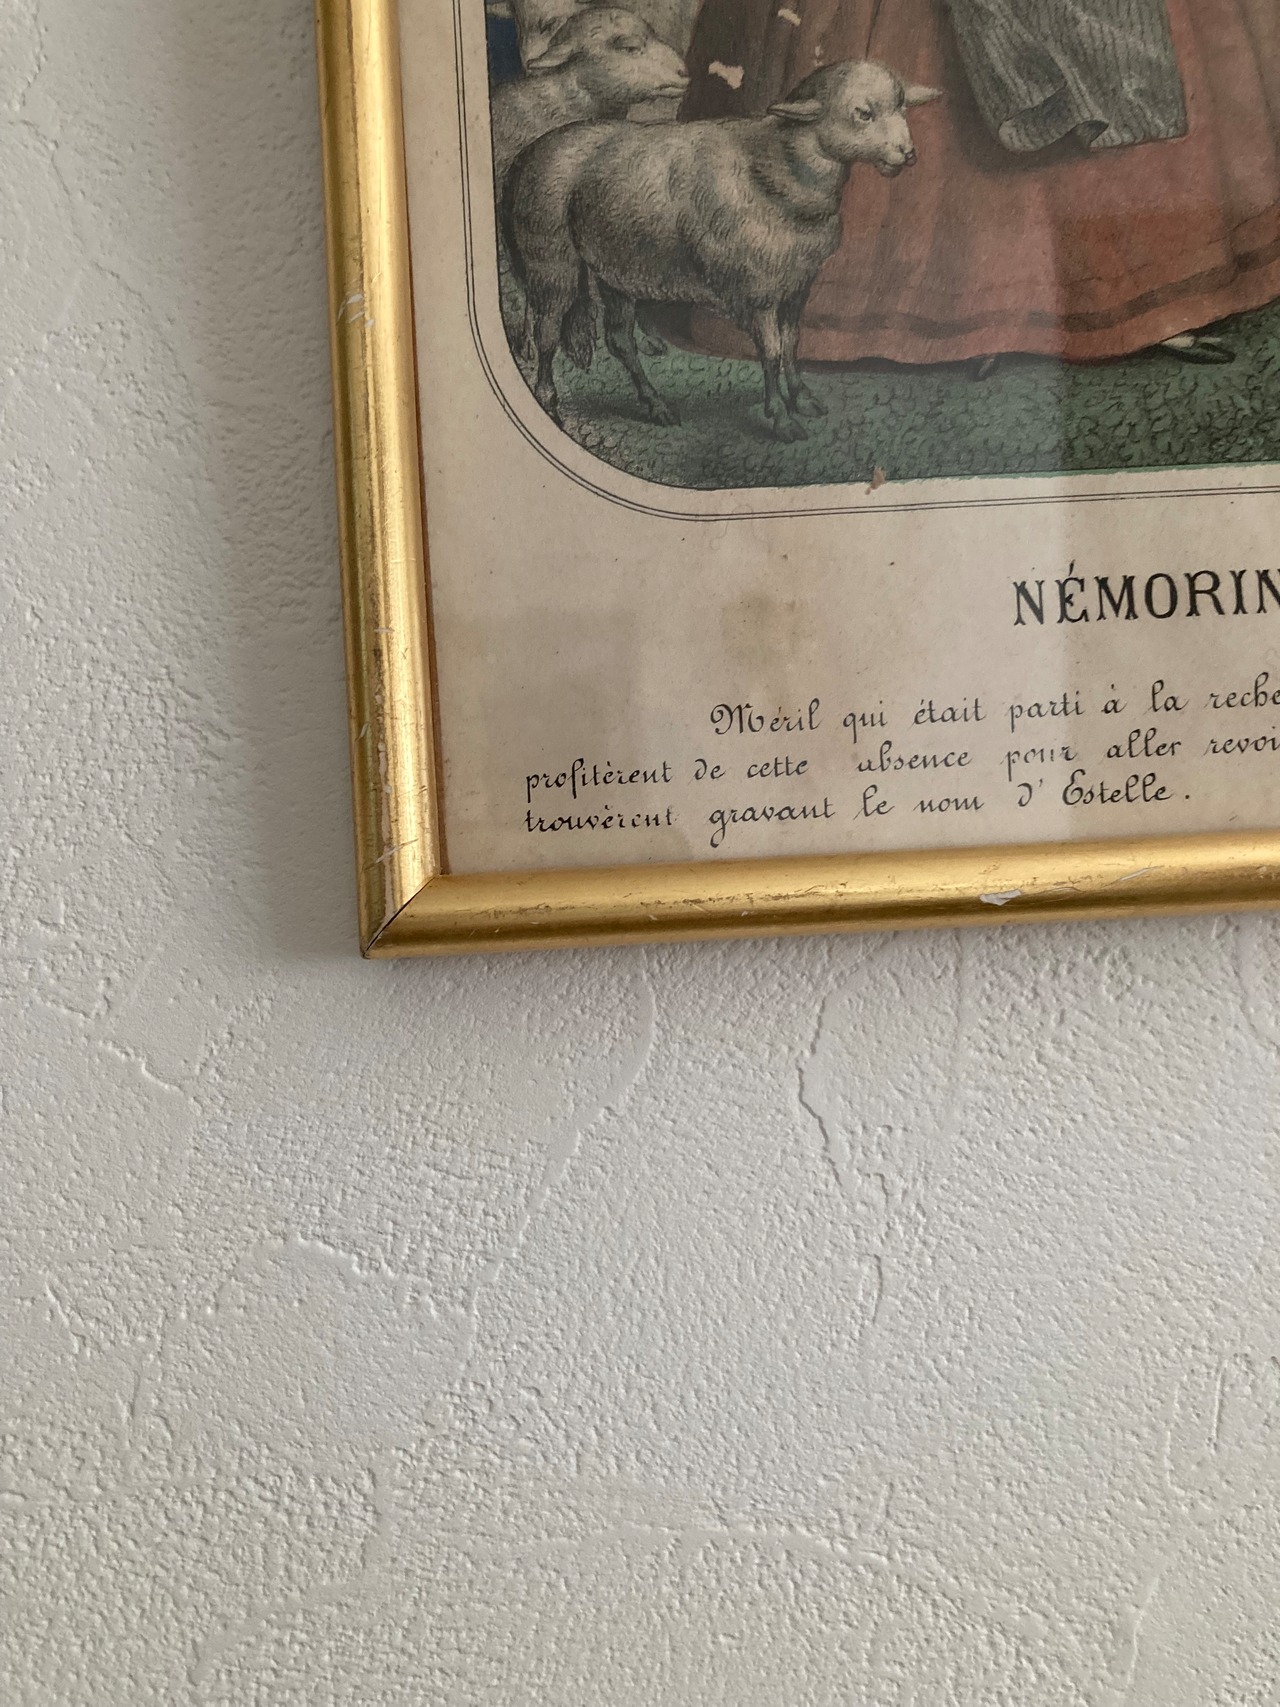 NÉMORIN
Méril qui était parti à la reche
profitèrent de cette absence pour aller revoi
trouvèrent gravant le nom d' Estelle.